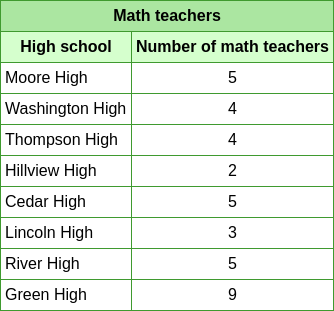 Math teachers
High school Number of math teachers
Moore High 5
Washington High 4
Thompson High 4
Hillview High 2
Cedar High 5
Lincoln High 3
River High 5
Green High 9